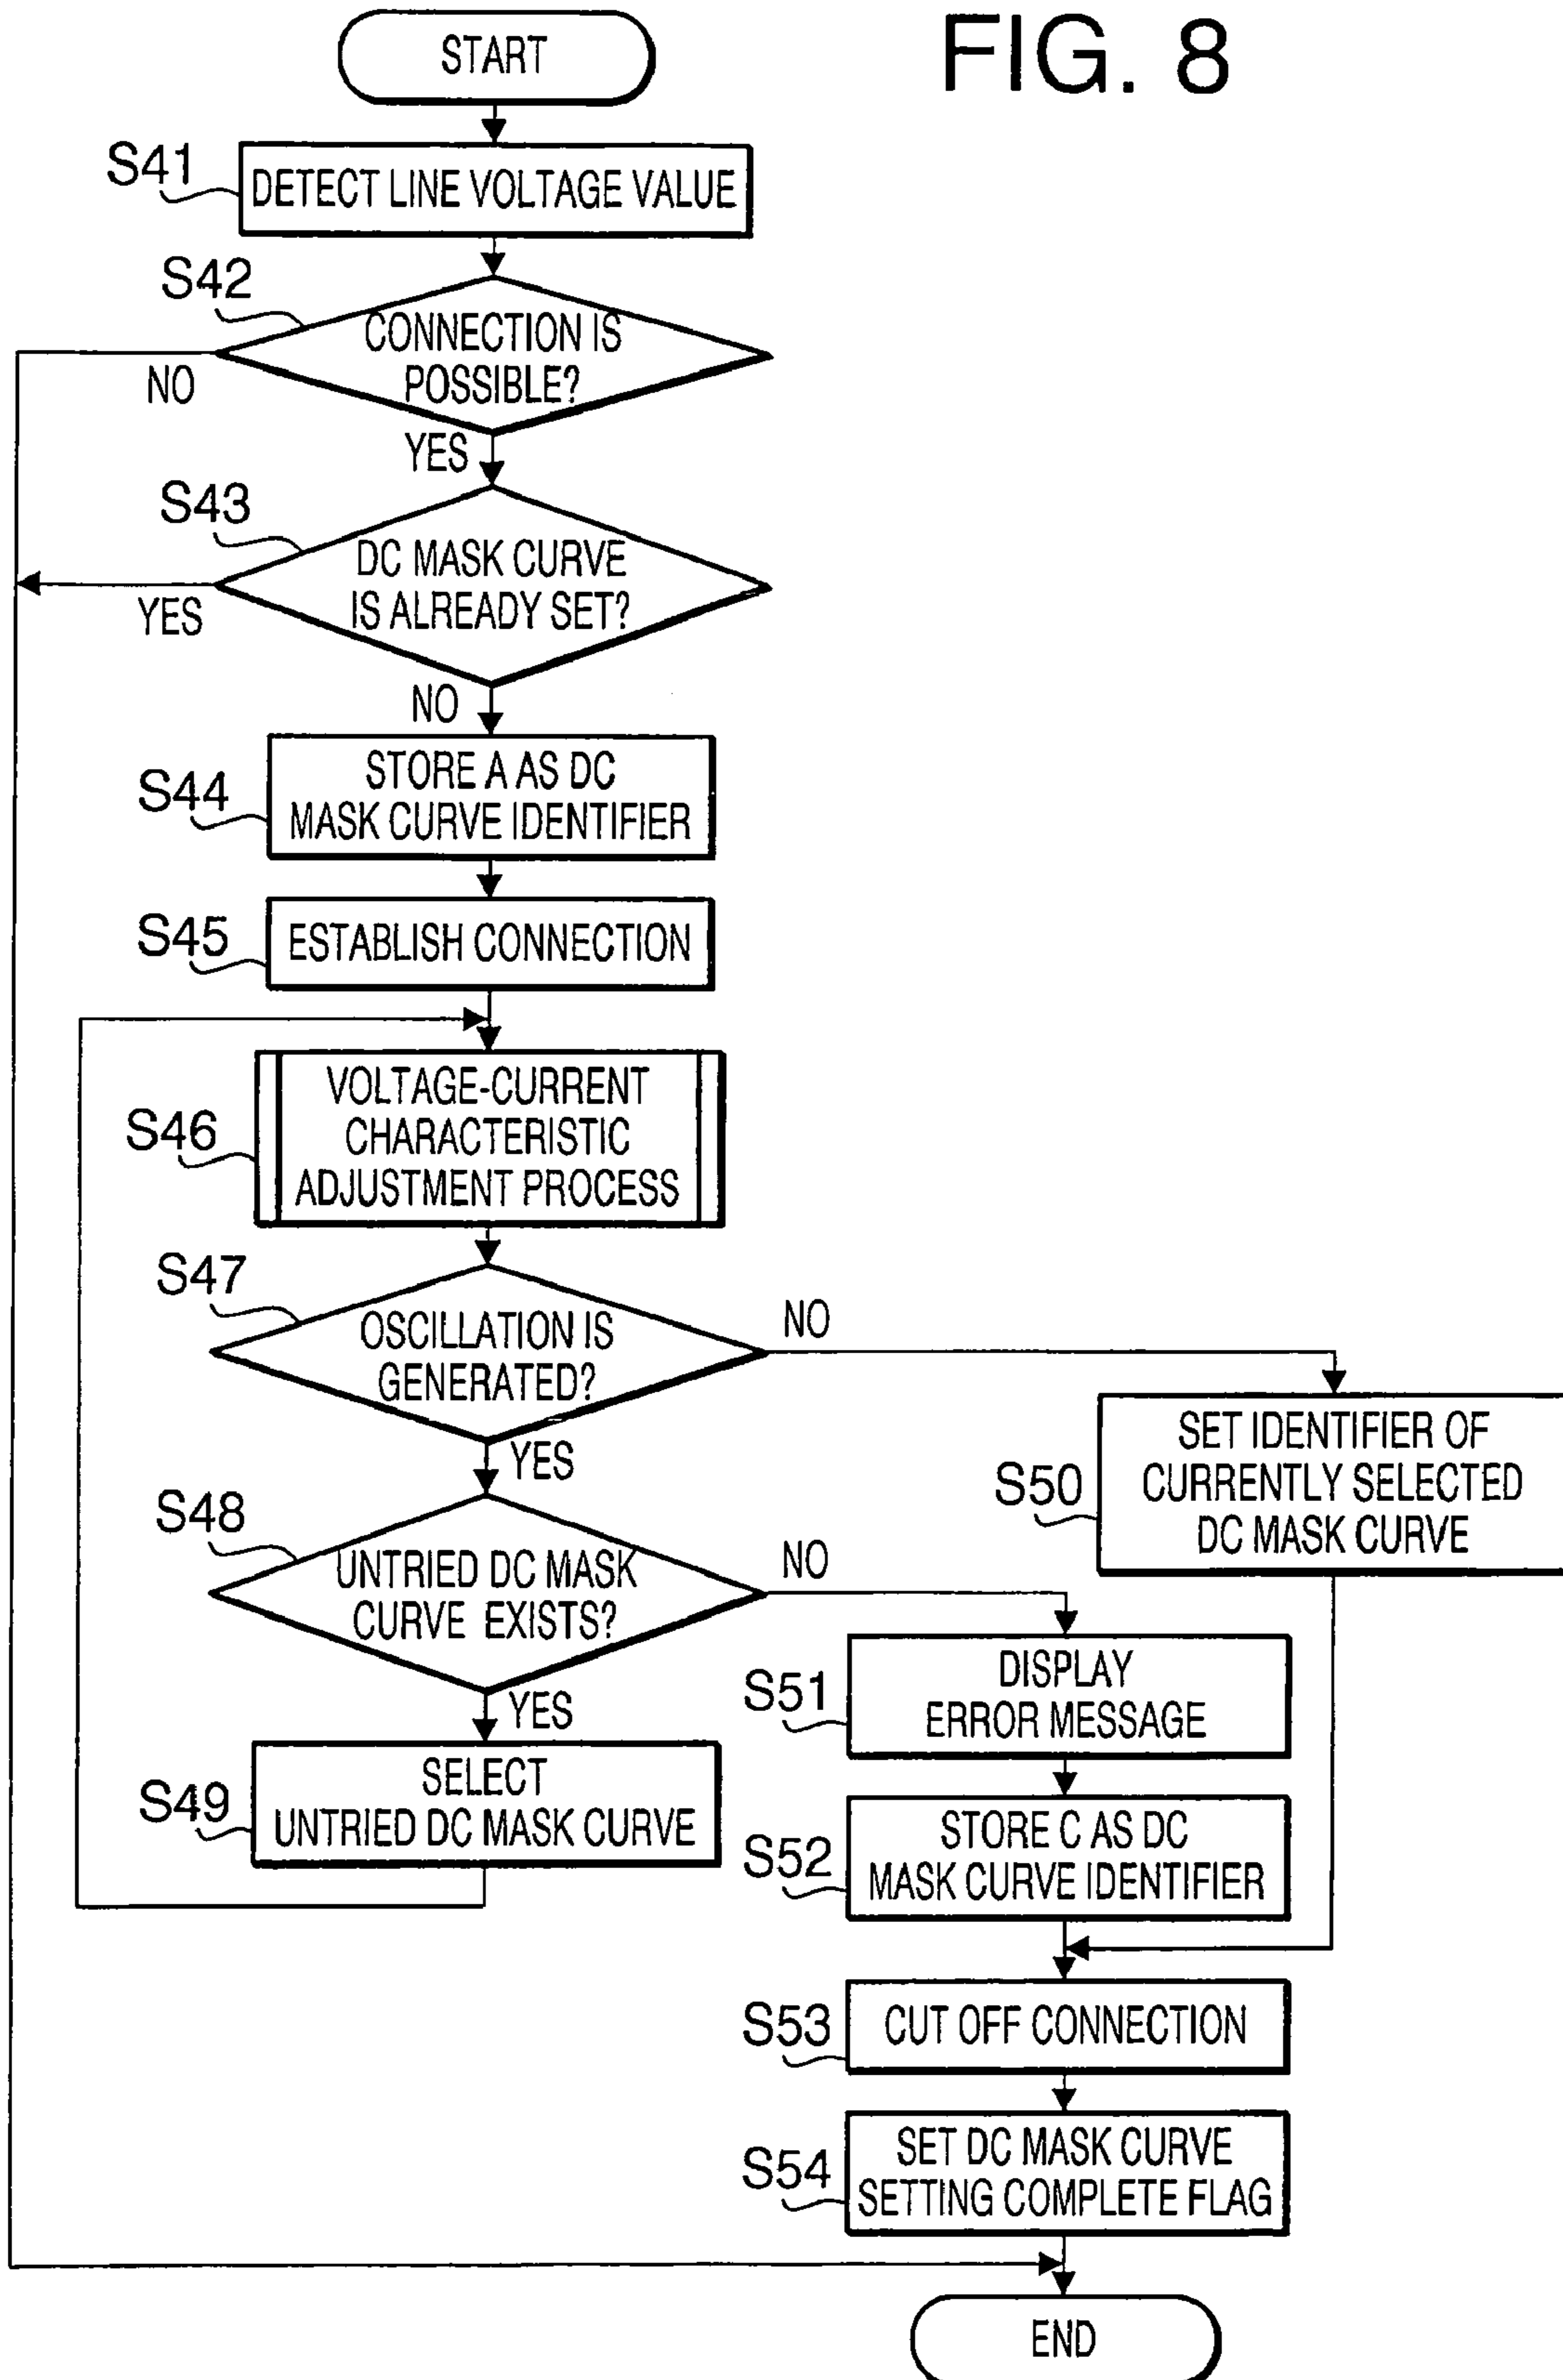 FIG. 8
START
S41
DETECT LINE VOLTAGE VALUE
S42
CONNECTION IS
POSSIBLE?
NO
YES
S43
DC MASK CURVE
IS ALREADY SET?
YES
NO
S44
STORE A AS DC
MASK CURVE IDENTIFIER
S45
ESTABLISH CONNECTION
S46
VOLTAGE-CURRENT
CHARACTERISTIC
ADJUSTMENT PROCESS
S47
OSCILLATION IS
GENERATED?
NO
YES
S50
SET IDENTIFIER OF
CURRENTLY SELECTED
DC MASK CURVE
S48
UNTRIED DC MASK
CURVE EXISTS?
NO
YES
S51
DISPLAY
ERROR MESSAGE
S49
SELECT
UNTRIED DC MASK CURVE
S52
STORE C AS DC
MASK CURVE IDENTIFIER
S53
CUT OFF CONNECTION
S54
SET DC MASK CURVE
SETTING COMPLETE FLAG
END